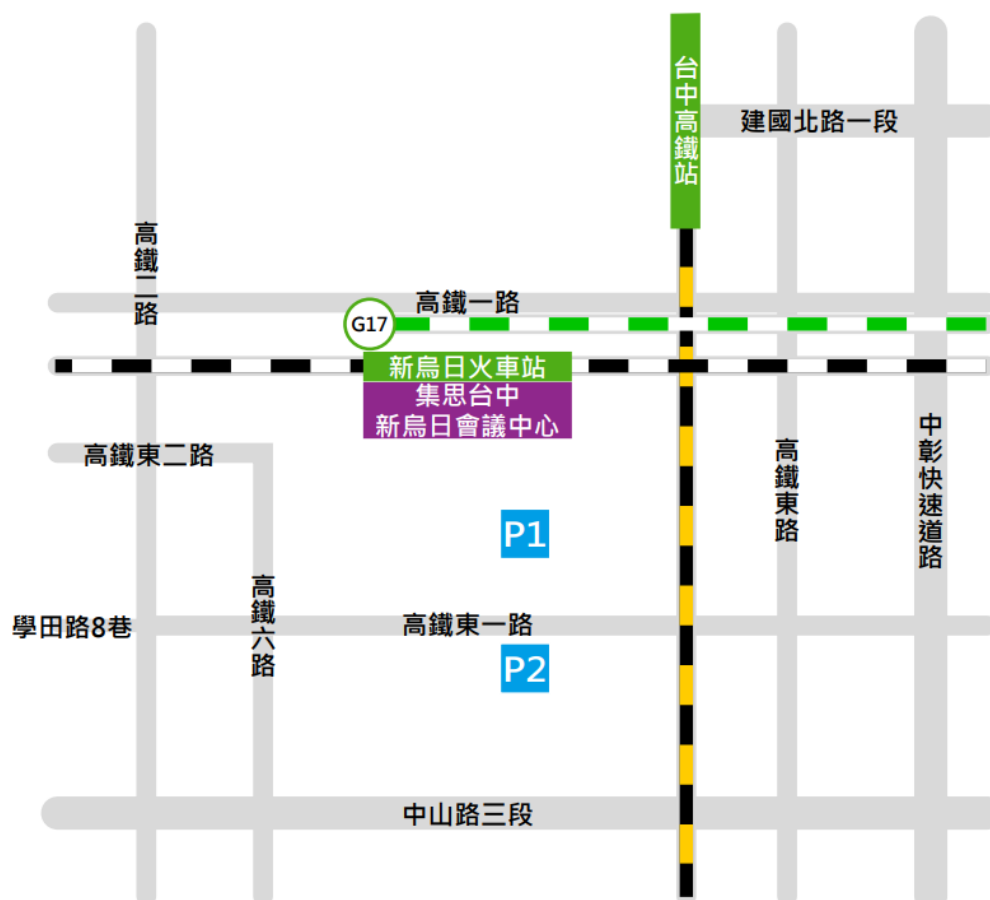 台中高鐵站
建國北路一段
高鐵二路
高鐵一路
G17
新烏日火車站
集思台中
新烏日會議中心
高鐵東二路
高鐵東路
中彰快速道路
P1
高鐵六路
學田路8巷
高鐵東一路
P2
中山路三段